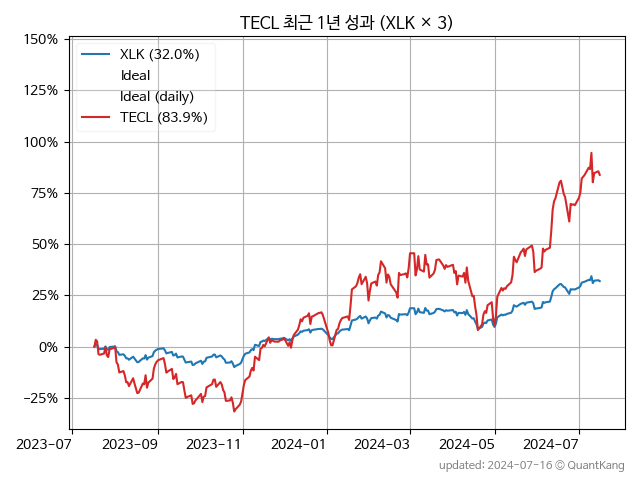 TECL 최근 1년 성과 (XLK × 3)
150%
125%
100%
75%
50%
25%
0%
−25%
XLK (32.0%)
Ideal
Ideal (daily)
TECL (83.9%)
2023−07
2023−09
2023−11
2024−01
2024−03
2024−05
2024−07
updated: 2024−07−16 © QuantKang